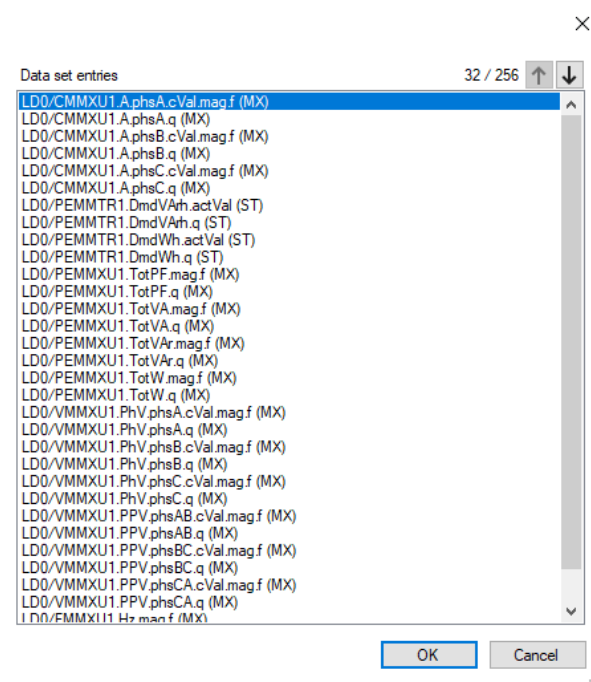 Data set entries
32 / 256
LD0/CMMXU1.A.phsA.cVal.mag.f (MX)
LD0/CMMXU1.A.phsA.q (MX)
LD0/CMMXU1.A.phsB.cVal.mag.f (MX)
LD0/CMMXU1.A.phsB.q (MX)
LD0/CMMXU1.A.phsC.cVal.mag.f (MX)
LD0/CMMXU1.A.phsC.q (MX)
LD0/PEMMTR1.DmdVArh.actVal (ST)
LD0/PEMMTR1.DmdVArh.q (ST)
LD0/PEMMTR1.DmdWh.actVal (ST)
LD0/PEMMTR1.DmdWh.q (ST)
LD0/PEMMXU1.TotPF.mag.f (MX)
LD0/PEMMXU1.TotPF.q (MX)
LD0/PEMMXU1.TotVA.mag.f (MX)
LD0/PEMMXU1.TotVA.q (MX)
LD0/PEMMXU1.TotVAr.mag.f (MX)
LD0/PEMMXU1.TotVAr.q (MX)
LD0/PEMMXU1.TotW.mag.f (MX)
LD0/PEMMXU1.TotW.q (MX)
LD0/VMMXU1.PhV.phsA.cVal.mag.f (MX)
LD0/VMMXU1.PhV.phsA.q (MX)
LD0/VMMXU1.PhV.phsB.cVal.mag.f (MX)
LD0/VMMXU1.PhV.phsB.q (MX)
LD0/VMMXU1.PhV.phsC.cVal.mag.f (MX)
LD0/VMMXU1.PhV.phsC.q (MX)
LD0/VMMXU1.PPV.phsAB.cVal.mag.f (MX)
LD0/VMMXU1.PPV.phsAB.q (MX)
LD0/VMMXU1.PPV.phsBC.cVal.mag.f (MX)
LD0/VMMXU1.PPV.phsBC.q (MX)
LD0/VMMXU1.PPV.phsCA.cVal.mag.f (MX)
LD0/VMMXU1.PPV.phsCA.q (MX)
LD0/FMMXU1.Hz.mag.f (MX)
OK
Cancel